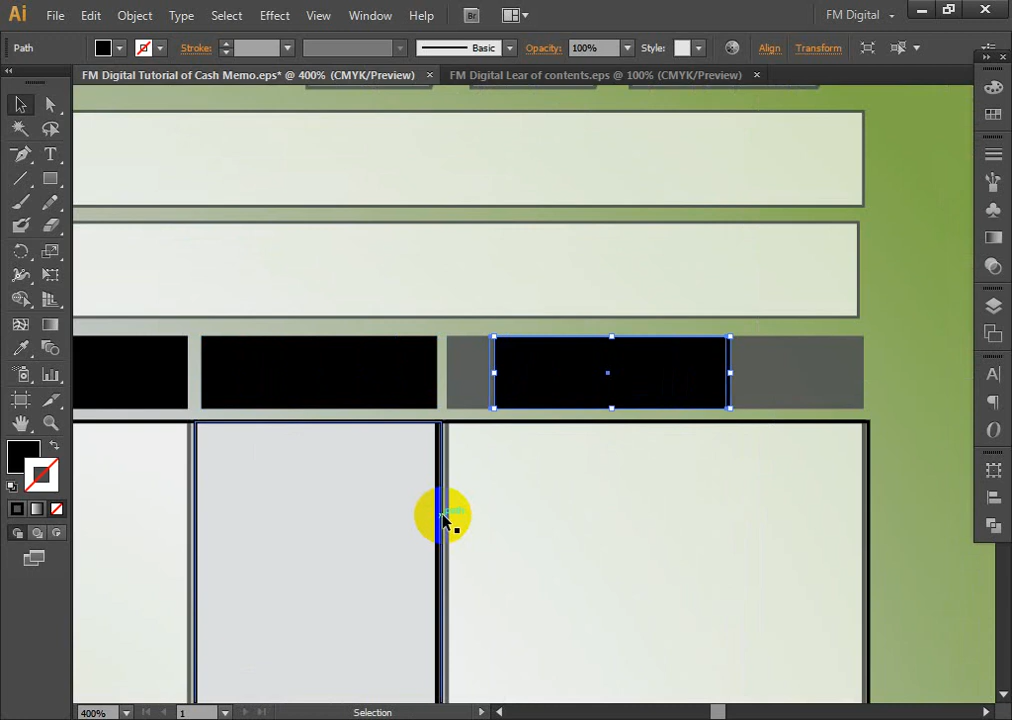 Ai File Edit Object Type Select Effect View Window Help Br FM Digital
Path Stroke: Basic Opacity: 100% Style: Align Transform
FM Digital Tutorial of Cash Memo.eps* @ 400% (CMYK/Preview) FM Digital Lear of contents.eps @ 100% (CMYK/Preview)
400% 1 Selection